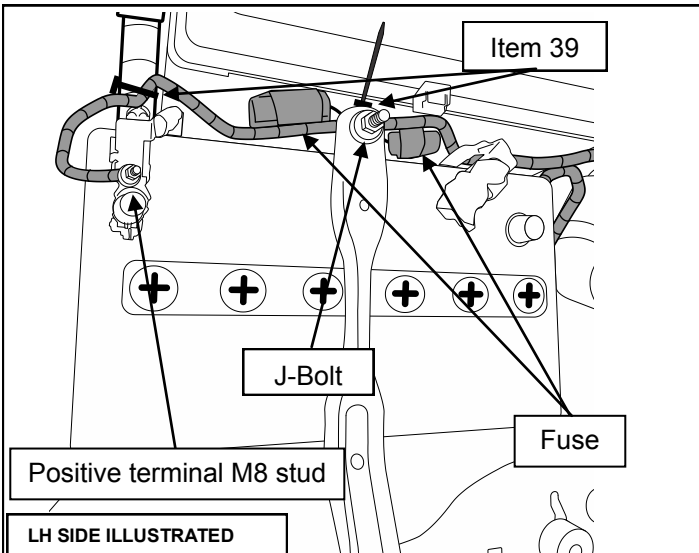 Item 39
J-Bolt
Fuse
Positive terminal M8 stud
LH SIDE ILLUSTRATED